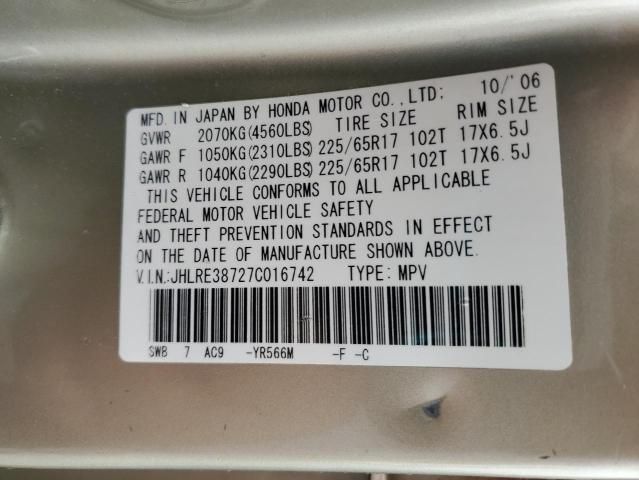 MFD. IN JAPAN BY HONDA MOTOR CO.,LTD; 10/'06
GVWR 2070KG(4560LBS) TIRE SIZE RIM SIZE
GAWR F 1050KG(2310LBS) 225/65R17 102T 17X6.5J
GAWR R 1040KG(2290LBS) 225/65R17 102T 17X6.5J
THIS VEHICLE CONFORMS TO ALL APPLICABLE
FEDERAL MOTOR VEHICLE SAFETY
AND THEFT PREVENTION STANDARDS IN EFFECT
ON THE DATE OF MANUFACTURE SHOWN ABOVE.
V.I.N.:JHLRE38727C016742 TYPE: MPV
SWB 7 AC9 -YR566M -F -C